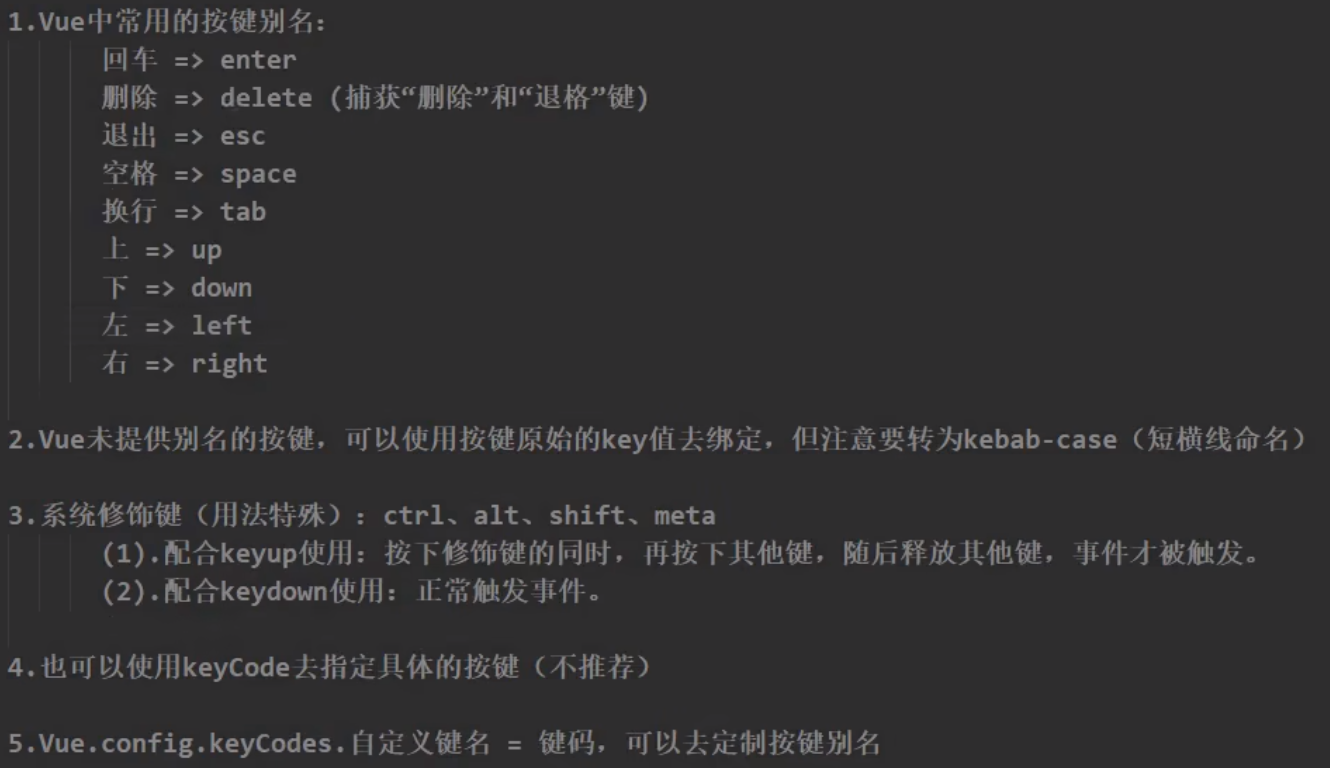 1.Vue中常用的按键别名：
回车 => enter
删除 => delete (捕获“删除”和“退格”键)
退出 => esc
空格 => space
换行 => tab
上 => up
下 => down
左 => left
右 => right
2.Vue未提供别名的按键，可以使用按键原始的key值去绑定，但注意要转为kebab-case（短横线命名）
3.系统修饰键（用法特殊）：ctrl、alt、shift、meta
(1).配合keyup使用：按下修饰键的同时，再按下其他键，随后释放其他键，事件才被触发。
(2).配合keydown使用：正常触发事件。
4.也可以使用keyCode去指定具体的按键（不推荐）
5.Vue.config.keyCodes.自定义键名 = 键码，可以去定制按键别名